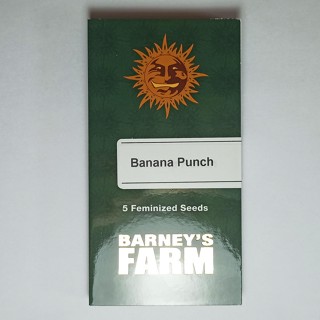 Banana Punch
5 Feminized Seeds
BARNEY'S
FARM